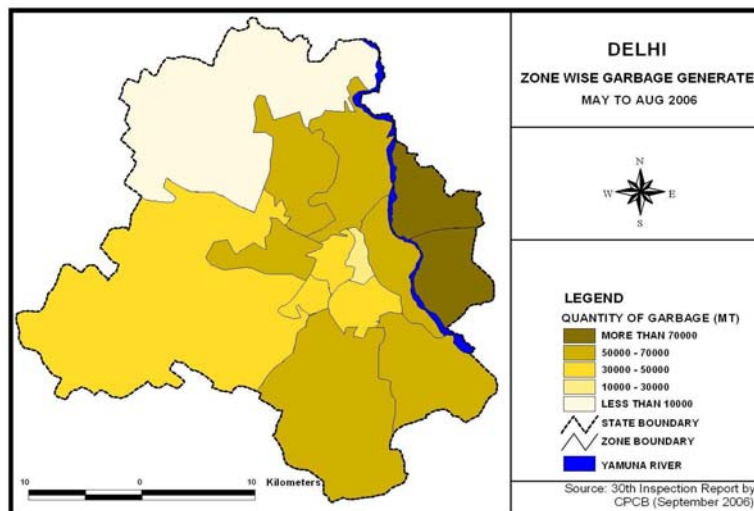 DELHI
ZONE WISE GARBAGE GENERATE
MAY TO AUG 2006
N
W E
S
LEGEND
QUANTITY OF GARBAGE (MT)
MORE THAN 70000
50000 - 70000
30000 - 50000
10000 - 30000
LESS THAN 10000
STATE BOUNDARY
ZONE BOUNDARY
YAMUNA RIVER
10 0 10
Kilometers
Source: 30th Inspection Report by
CPCB (September 2006)